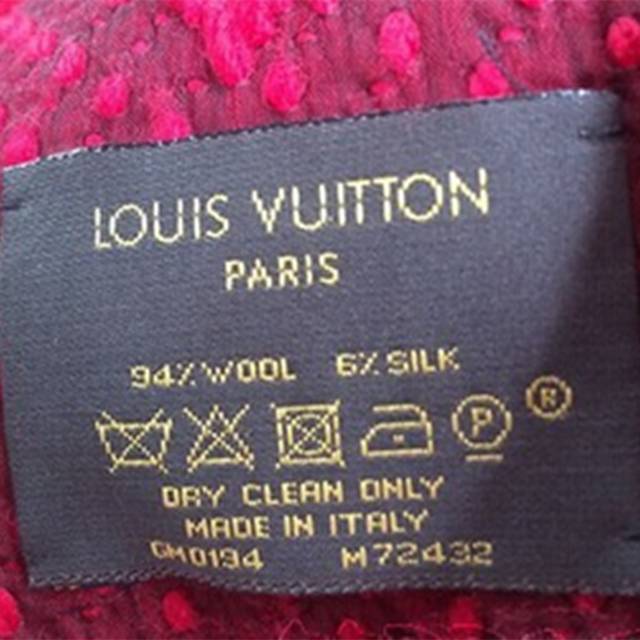 LOUIS VUITTON
PARIS
94% WOOL 6% SILK
P
®
DRY CLEAN ONLY
MADE IN ITALY
GM0194 M72432